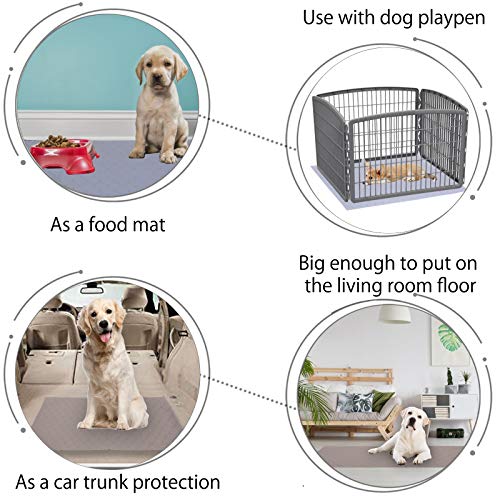 Use with dog playpen
As a food mat
Big enough to put on
the living room floor
As a car trunk protection